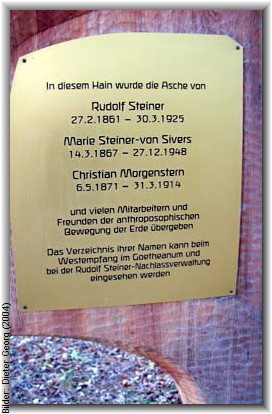 In diesem Hain wurde die Asche von
Rudolf Steiner
27.2.1861 – 30.3.1925
Marie Steiner-von Sivers
14.3.1867 – 27.12.1948
Christian Morgenstern
6.5.1871 – 31.3.1914
und vielen Mitarbeitern und
Freunden der anthroposophischen
Bewegung der Erde übergeben
Das Verzeichnis ihrer Namen kann beim
Westempfang im Goetheanum und
bei der Rudolf Steiner-Nachlassverwaltung
eingesehen werden
Bilder: Dieter Georg (2004)